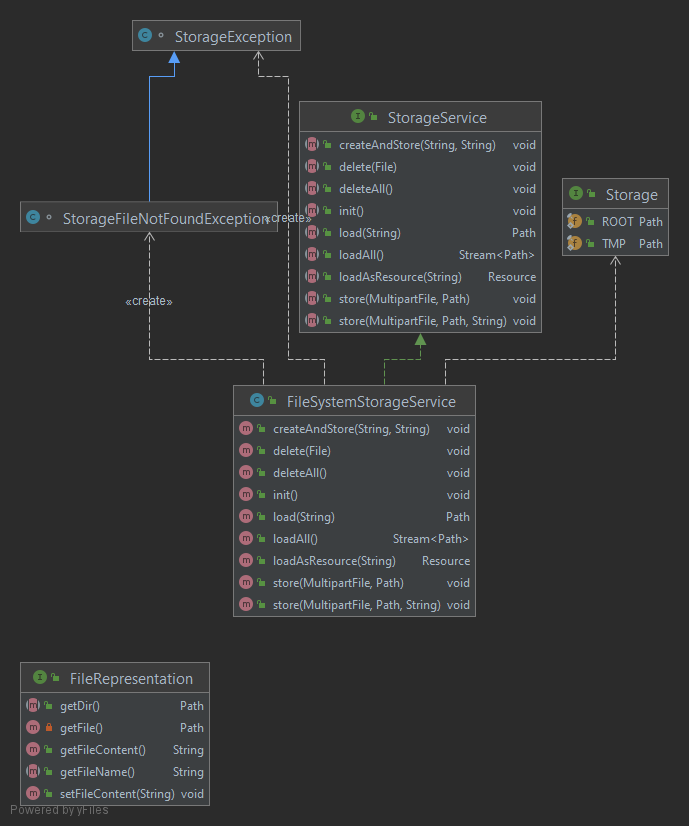 StorageException
StorageService
createAndStore(String, String) void
delete(File) void
deleteAll() void
init() void
load(String) Path
loadAll() Stream<Path>
loadAsResource(String) Resource
store(MultipartFile, Path) void
store(MultipartFile, Path, String) void
Storage
ROOT Path
TMP Path
StorageFileNotFoundException
«create»
«create»
FileSystemStorageService
createAndStore(String, String) void
delete(File) void
deleteAll() void
init() void
load(String) Path
loadAll() Stream<Path>
loadAsResource(String) Resource
store(MultipartFile, Path) void
store(MultipartFile, Path, String) void
FileRepresentation
getDir() Path
getFile() Path
getFileContent() String
getFileName() String
setFileContent(String) void
Powered by yFiles